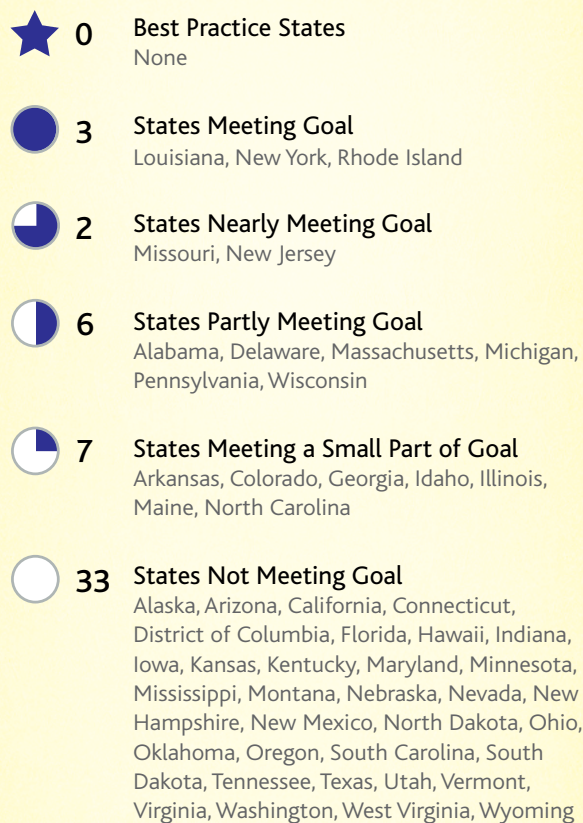 0 Best Practice States
None
3 States Meeting Goal
Louisiana, New York, Rhode Island
2 States Nearly Meeting Goal
Missouri, New Jersey
6 States Partly Meeting Goal
Alabama, Delaware, Massachusetts, Michigan,
Pennsylvania, Wisconsin
7 States Meeting a Small Part of Goal
Arkansas, Colorado, Georgia, Idaho, Illinois,
Maine, North Carolina
33 States Not Meeting Goal
Alaska, Arizona, California, Connecticut,
District of Columbia, Florida, Hawaii, Indiana,
Iowa, Kansas, Kentucky, Maryland, Minnesota,
Mississippi, Montana, Nebraska, Nevada, New
Hampshire, New Mexico, North Dakota, Ohio,
Oklahoma, Oregon, South Carolina, South
Dakota, Tennessee, Texas, Utah, Vermont,
Virginia, Washington, West Virginia, Wyoming